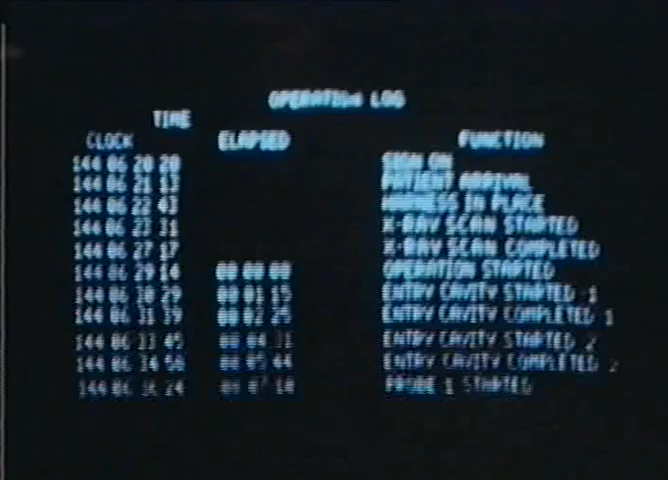 OPERATION LOG
TIME
CLOCK ELAPSED FUNCTION
144 06 20 20 SIGN ON
144 06 21 13 PATIENT ARRIVAL
144 06 22 43 HARNESS IN PLACE
144 06 23 31 X-RAY SCAN STARTED
144 06 27 17 X-RAY SCAN COMPLETED
144 06 29 14 00 00 00 OPERATION STARTED
144 06 30 29 00 01 15 ENTRY CAVITY STARTED 1
144 06 31 39 00 02 25 ENTRY CAVITY COMPLETED 1
144 06 33 45 00 04 31 ENTRY CAVITY STARTED 2
144 06 34 58 00 05 44 ENTRY CAVITY COMPLETED 2
144 06 36 24 00 07 10 PROBE 1 STARTED